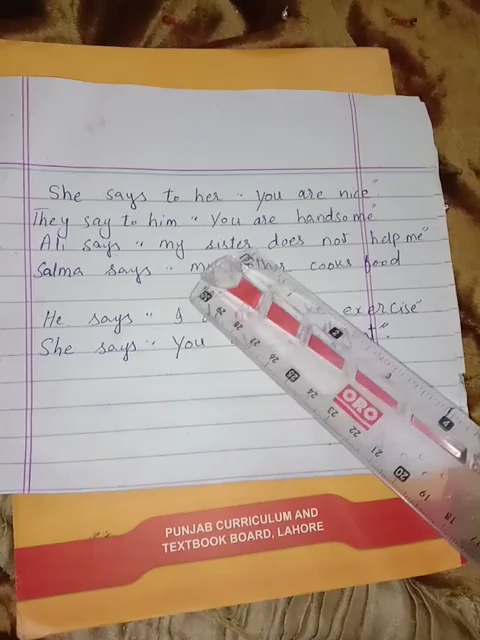 She says to her " You are nice"
They say to him " You are handsome"
Ali says " my sister does not help me"
Salma says " my cooks food
He says " I exercise"
She says " You
ORO
PUNJAB CURRICULUM AND
TEXTBOOK BOARD, LAHORE